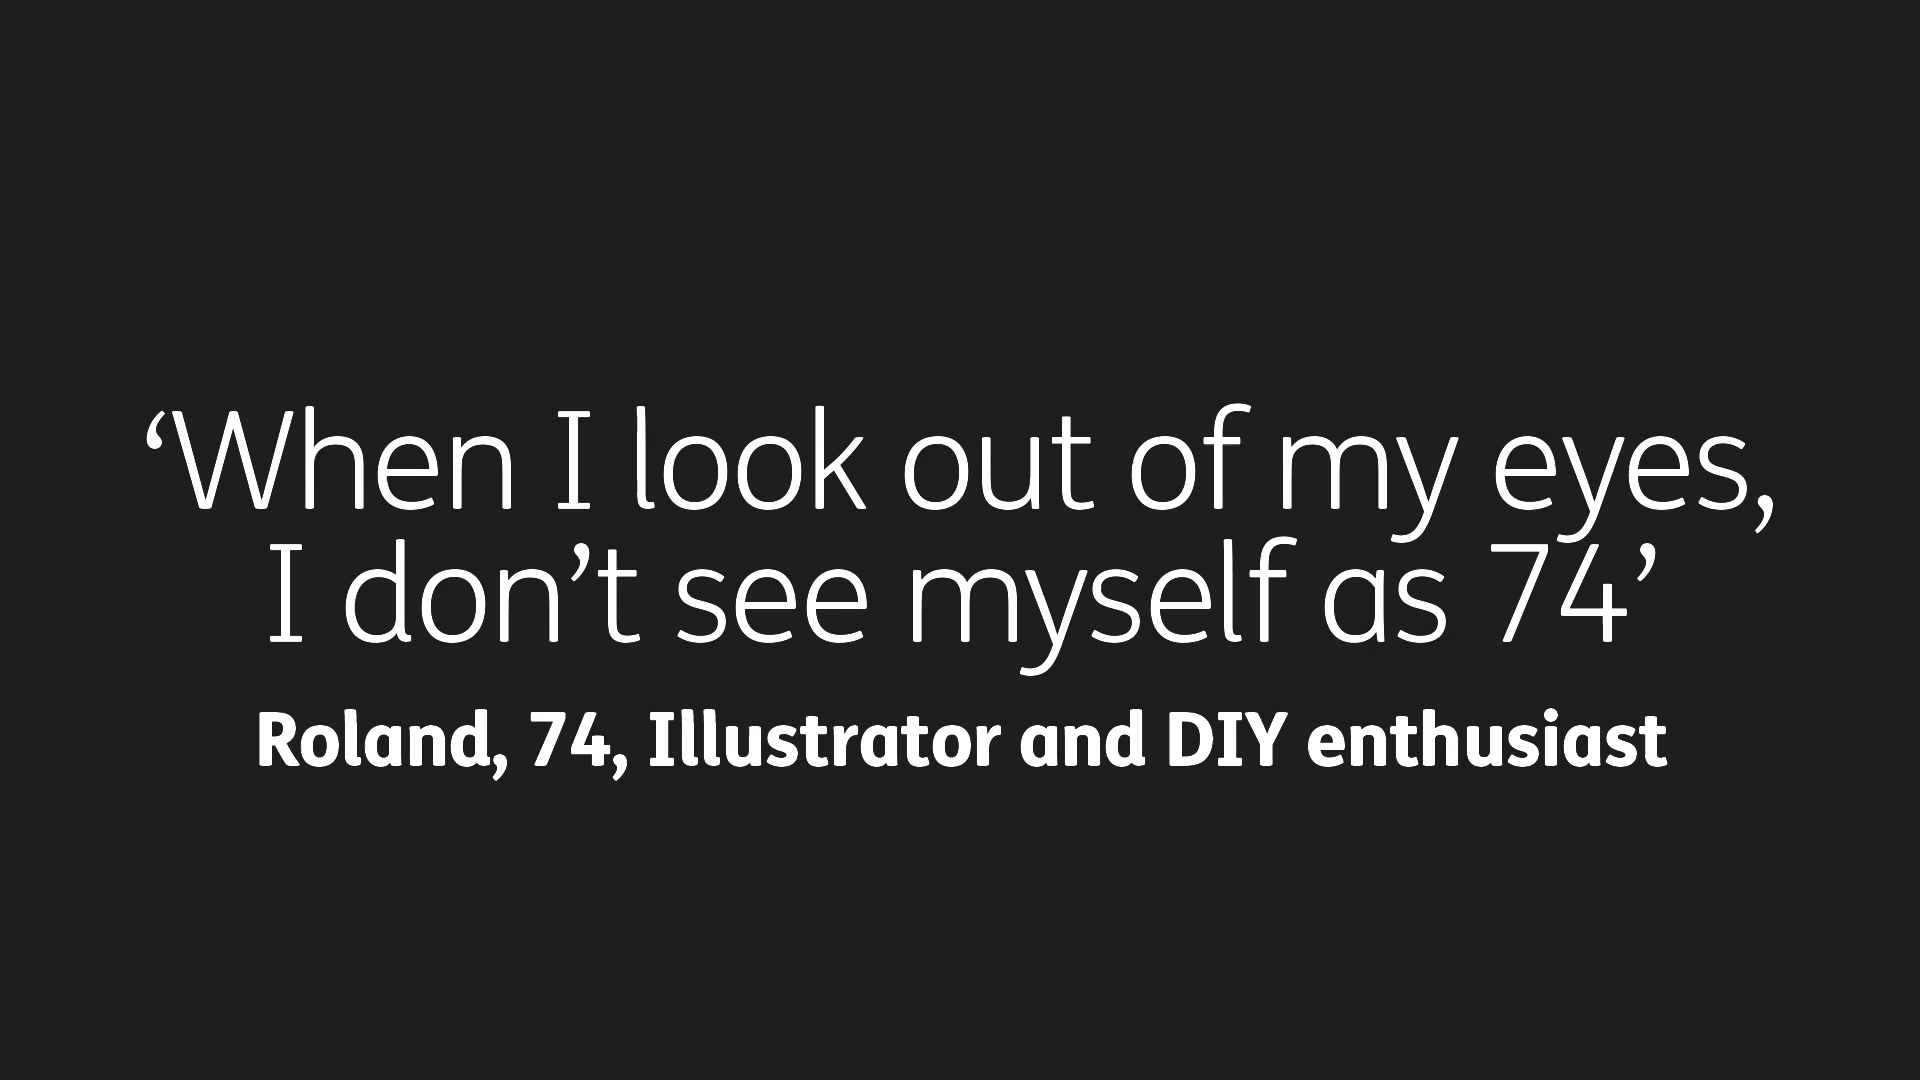 ‘When I look out of my eyes,
I don’t see myself as 74’
Roland, 74, Illustrator and DIY enthusiast